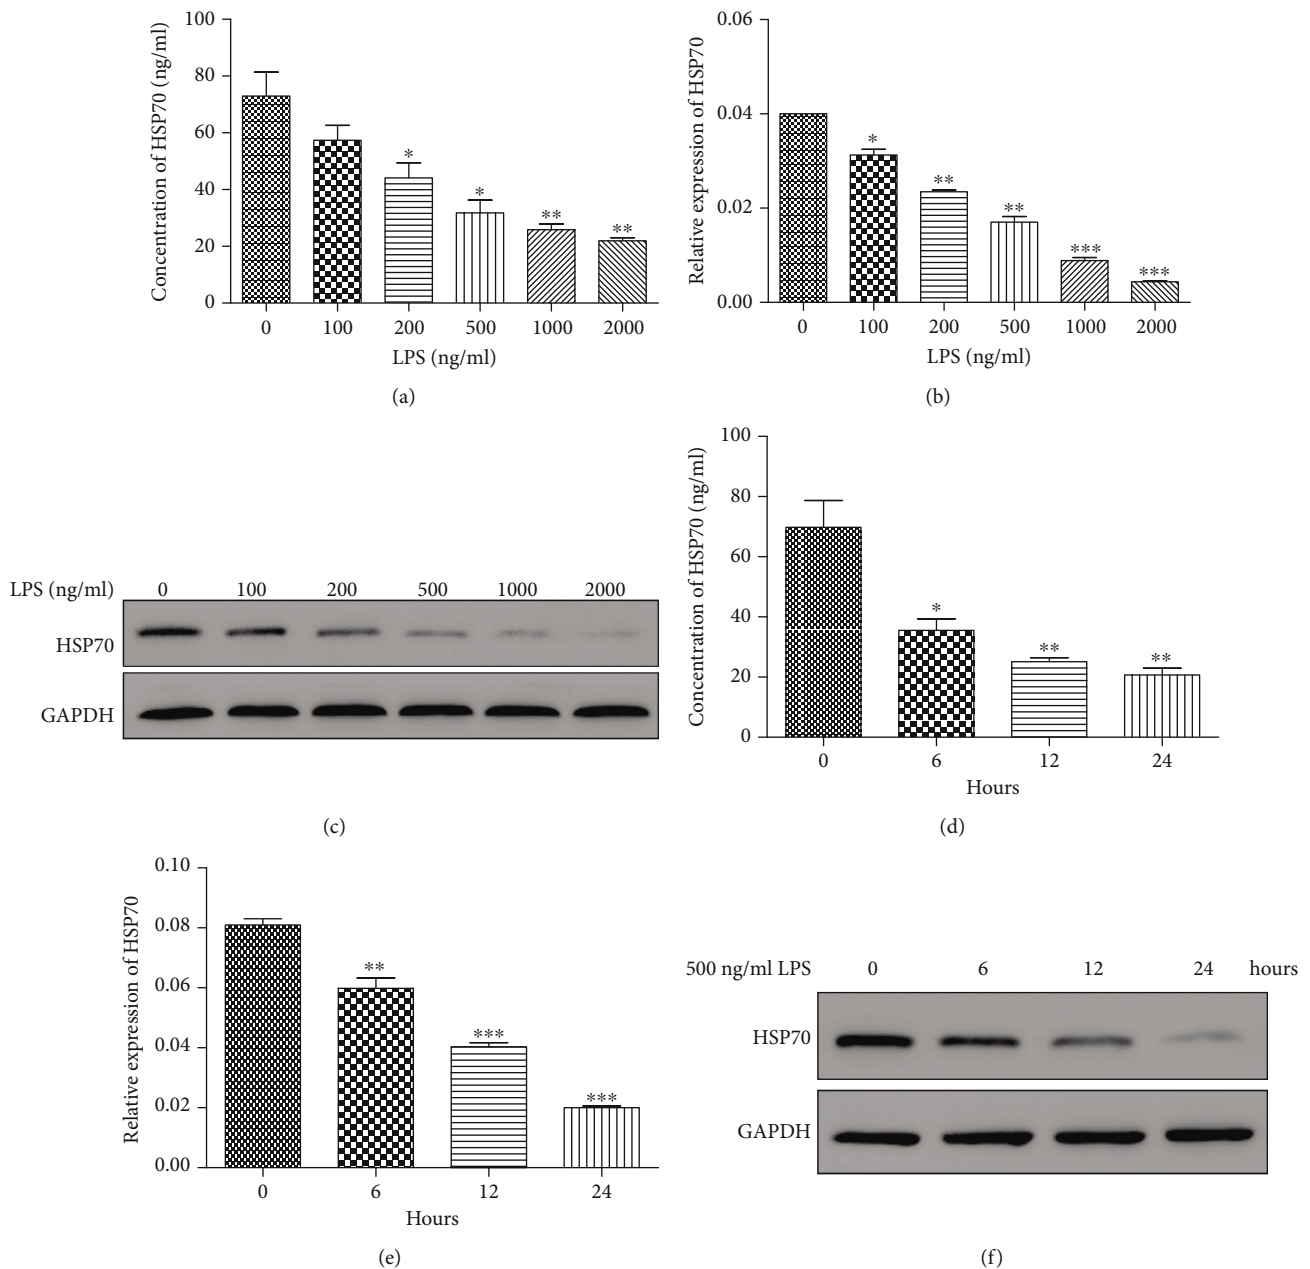 Concentration of HSP70 (ng/ml)
100
80
60
40
20
0
* * ** **
0 100 200 500 1000 2000
LPS (ng/ml)
(a)
Relative expression of HSP70
0.06
0.04
0.02
0.00
* ** ** *** ***
0 100 200 500 1000 2000
LPS (ng/ml)
(b)
LPS (ng/ml) 0 100 200 500 1000 2000
HSP70
GAPDH
(c)
Concentration of HSP70 (ng/ml)
100
80
60
40
20
0
* ** **
0 6 12 24
Hours
(d)
Relative expression of HSP70
0.10
0.08
0.06
0.04
0.02
0.00
** *** ***
0 6 12 24
Hours
(e)
500 ng/ml LPS 0 6 12 24 hours
HSP70
GAPDH
(f)